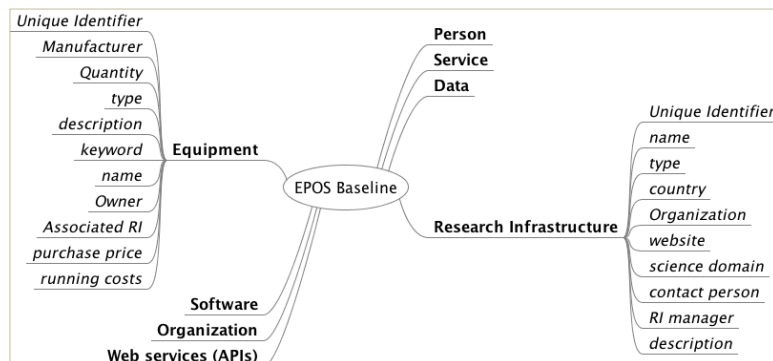 Unique Identifier
Manufacturer
Quantity
type
description
keyword
name
Owner
Associated RI
purchase price
running costs
Equipment
EPOS Baseline
Person
Service
Data
Research Infrastructure
Unique Identifier
name
type
country
Organization
website
science domain
contact person
RI manager
description
Software
Organization
Web services (APIs)